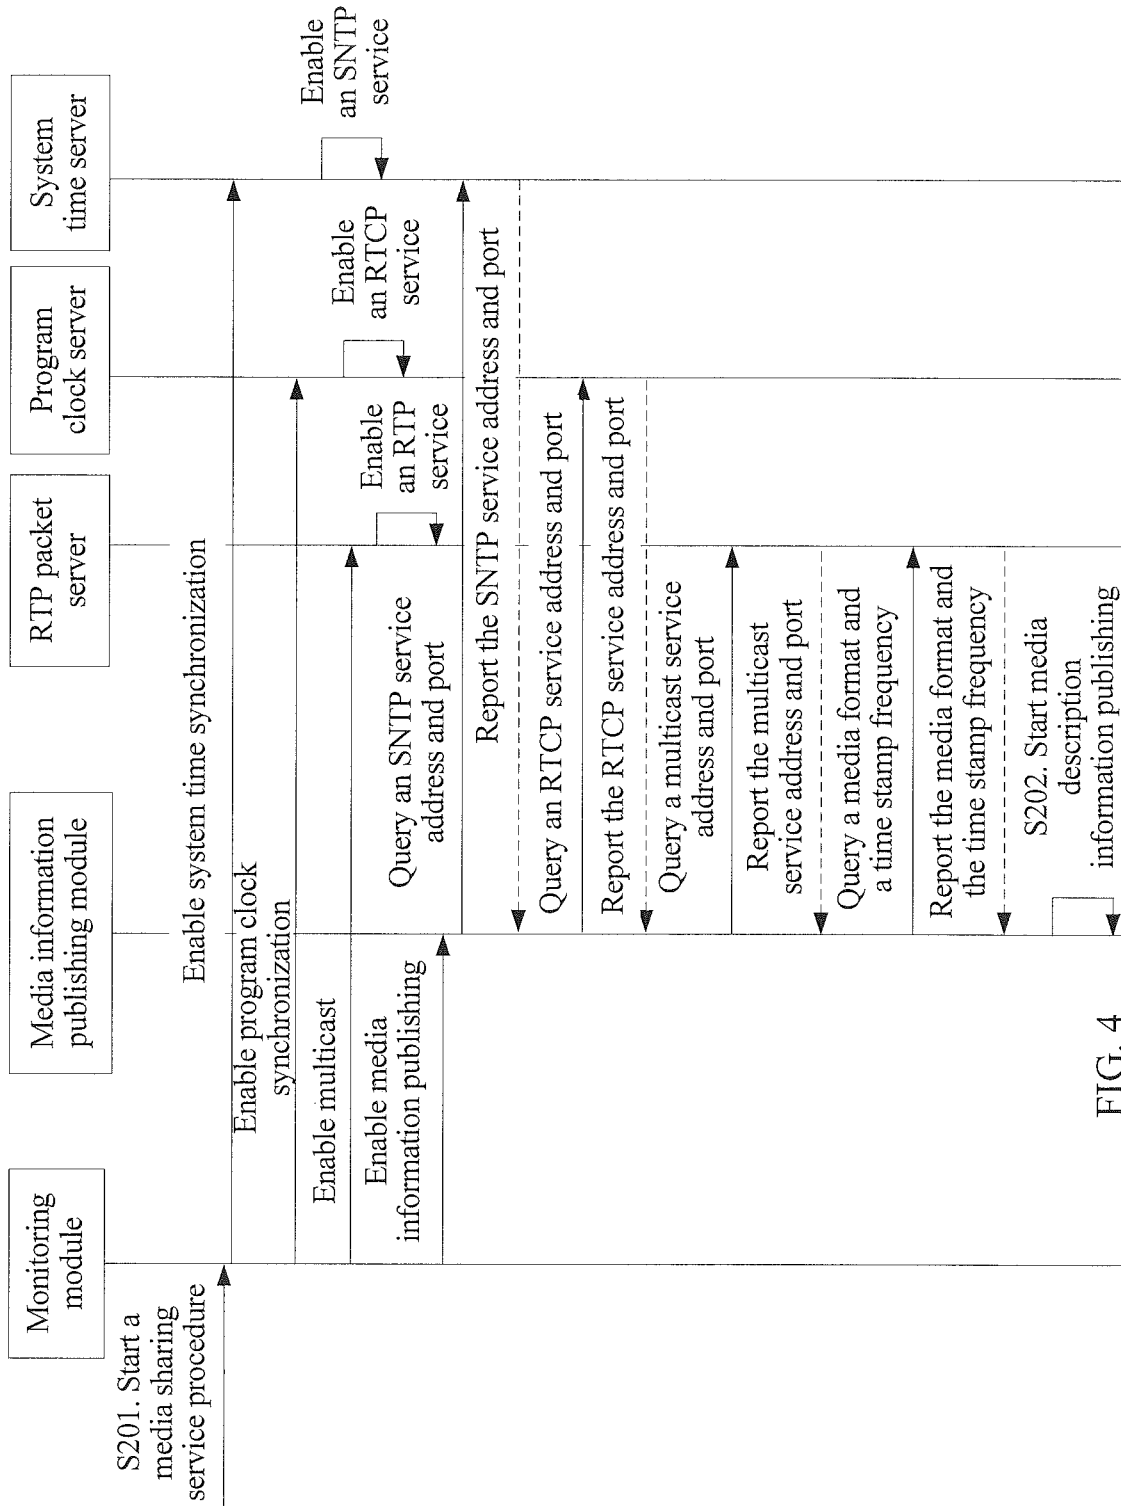 Monitoring
module
Media information
publishing module
RTP packet
server
Program
clock server
System
time server
S201. Start a
media sharing
service procedure
Enable system time synchronization
Enable program clock
synchronization
Enable multicast
Enable media
information publishing
Enable
an SNTP
service
Enable
an RTCP
service
Enable
an RTP
service
Query an SNTP service
address and port
Report the SNTP service address and port
Query an RTCP service address and port
Report the RTCP service address and port
Query a multicast service
address and port
Report the multicast
service address and port
Query a media format and
a time stamp frequency
Report the media format and
the time stamp frequency
S202. Start media
description
information publishing
FIG. 4